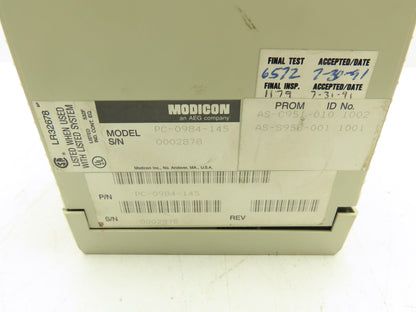 FINAL TEST ACCEPTED/DATE
6572 7-30-91
FINAL INSP. ACCEPTED/DATE
1179 7-31-91
PROM ID No.
AS-C951-010 1002
AS-S950-001 1001
LR32678
LISTED WHEN USED
WITH LISTED SYSTEM
MODICON
an AEG company
MODEL PC-0984-145
S/N 0002878
Modicon Inc., No. Andover, MA., U.S.A.
P/N PC-0984-145
S/N 0002878 REV